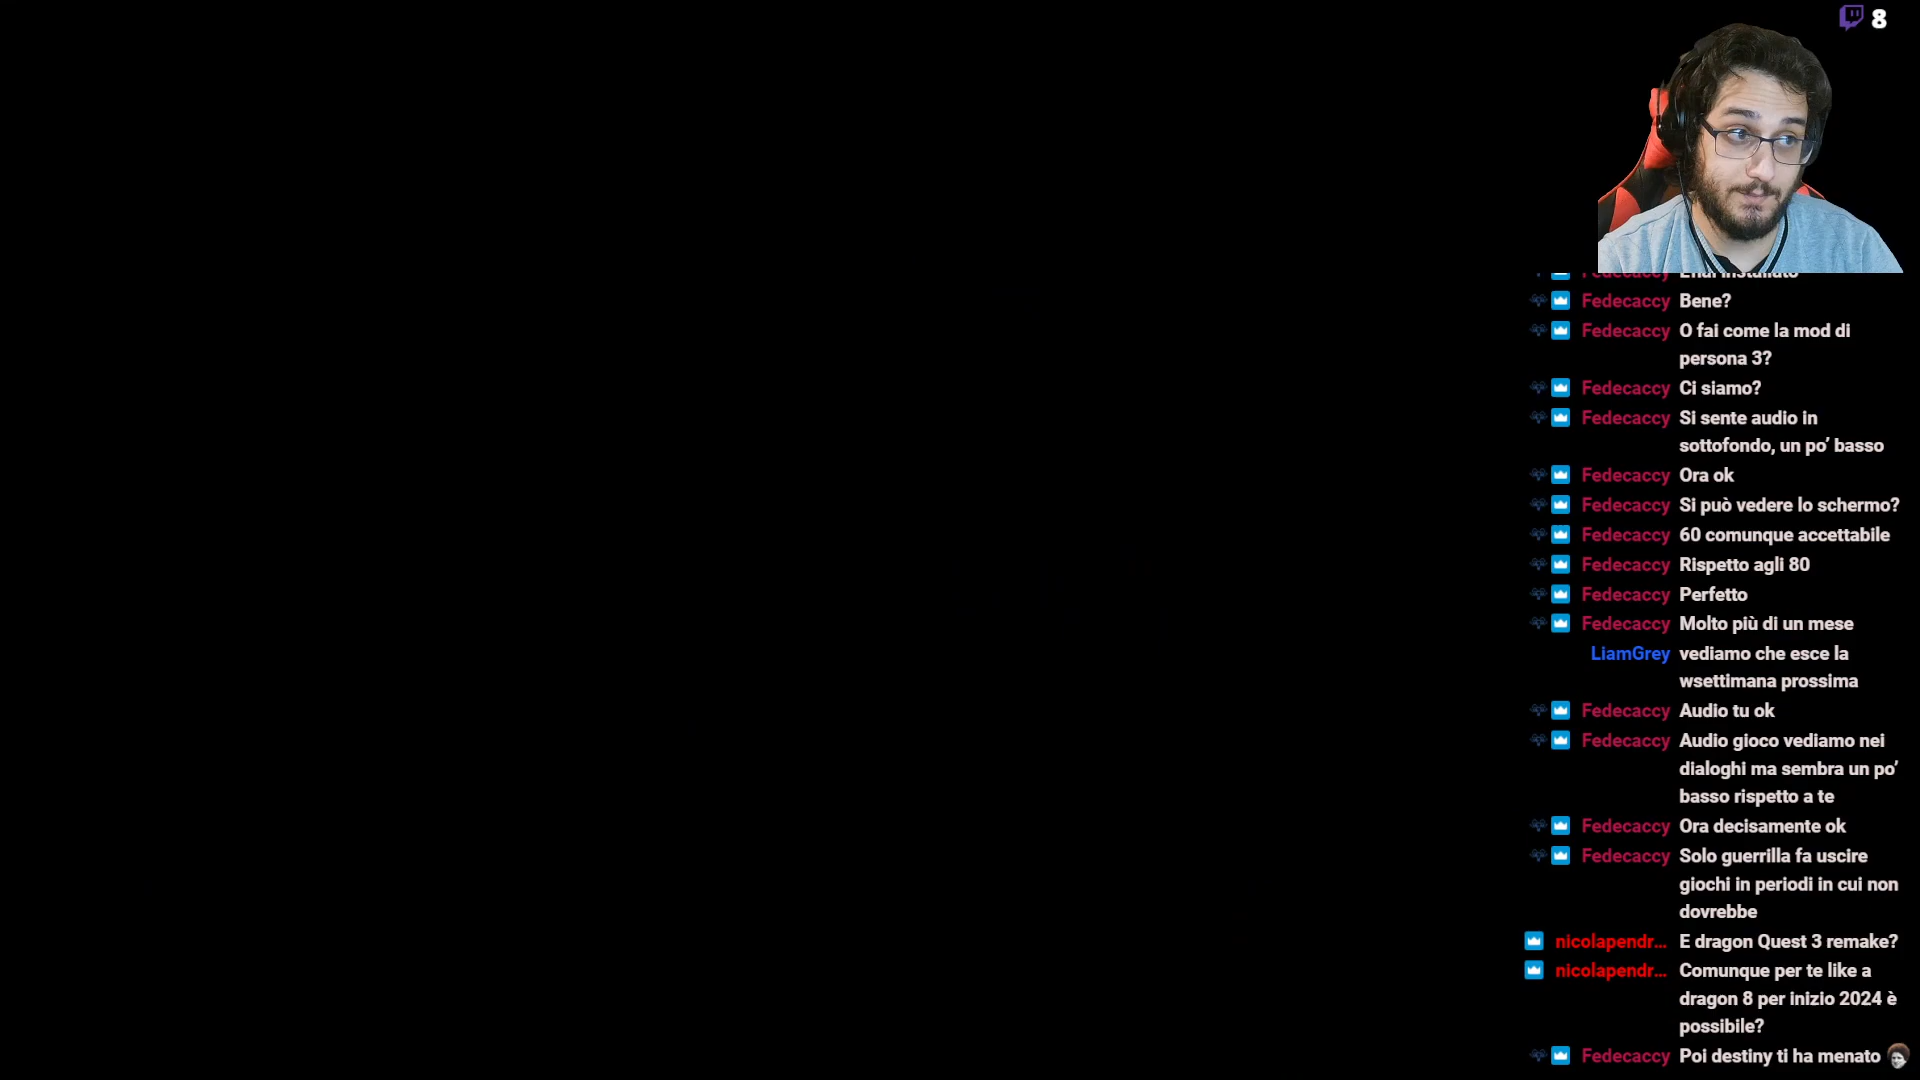 8
Fedecaccy Bene?
Fedecaccy O fai come la mod di
persona 3?
Fedecaccy Ci siamo?
Fedecaccy Si sente audio in
sottofondo, un po’ basso
Fedecaccy Ora ok
Fedecaccy Si può vedere lo schermo?
Fedecaccy 60 comunque accettabile
Fedecaccy Rispetto agli 80
Fedecaccy Perfetto
Fedecaccy Molto più di un mese
LiamGrey vediamo che esce la
wsettimana prossima
Fedecaccy Audio tu ok
Fedecaccy Audio gioco vediamo nei
dialoghi ma sembra un po’
basso rispetto a te
Fedecaccy Ora decisamente ok
Fedecaccy Solo guerrilla fa uscire
giochi in periodi in cui non
dovrebbe
nicolapendr... E dragon Quest 3 remake?
nicolapendr... Comunque per te like a
dragon 8 per inizio 2024 è
possibile?
Fedecaccy Poi destiny ti ha menato